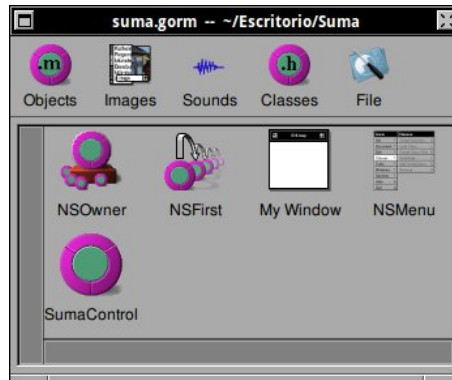 suma.gorm -- ~/Escritorio/Suma
.m
.h
Objects Images Sounds Classes File
NSOwner NSFirst My Window NSMenu
SumaControl